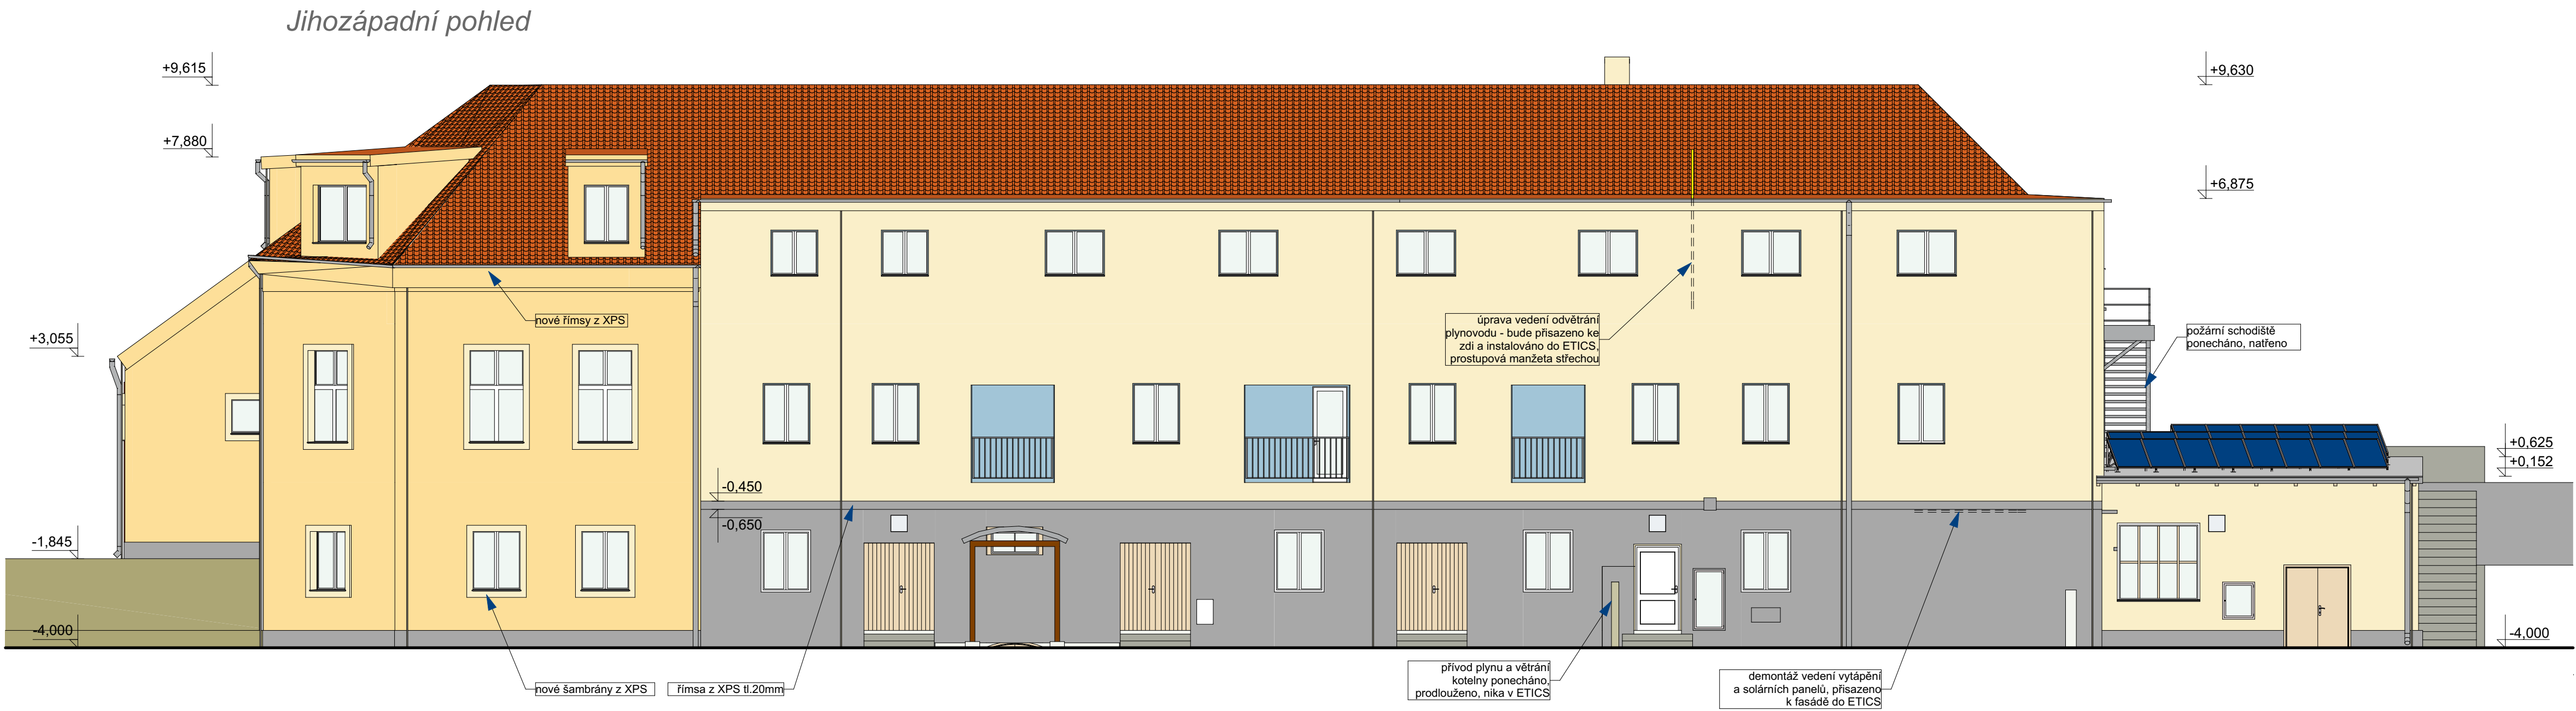 Jihozápadní pohled
+9,615
+9,630
+7,880
+6,875
nové římsy z XPS
úprava vedení odvětrání
plynovodu - bude přisazeno ke
zdi a instalováno do ETICS,
prostupová manžeta střechou
požární schodiště
ponecháno, natřeno
+3,055
+0,625
+0,152
-0,450
-0,650
-1,845
-4,000
-4,000
nové šambrány z XPS
římsa z XPS tl.20mm
přívod plynu a větrání
kotelny ponecháno,
prodlouženo, nika v ETICS
demontáž vedení vytápění
a solárních panelů, přisazeno
k fasádě do ETICS